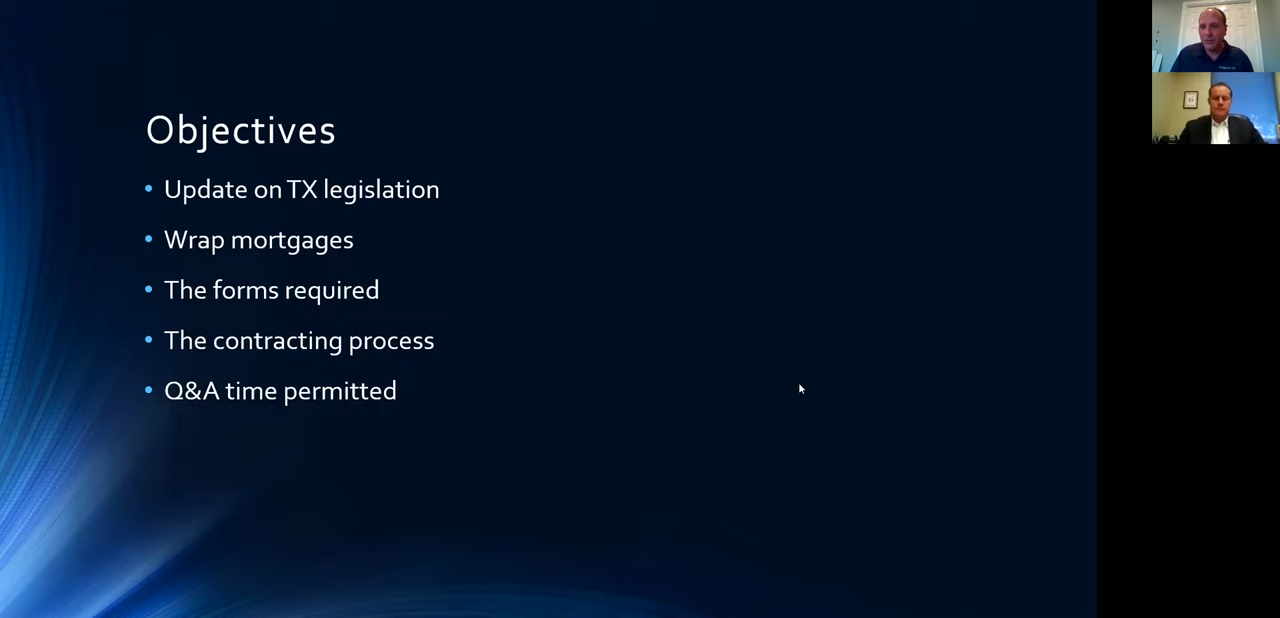 Objectives
Update on TX legislation
Wrap mortgages
The forms required
The contracting process
Q&A time permitted